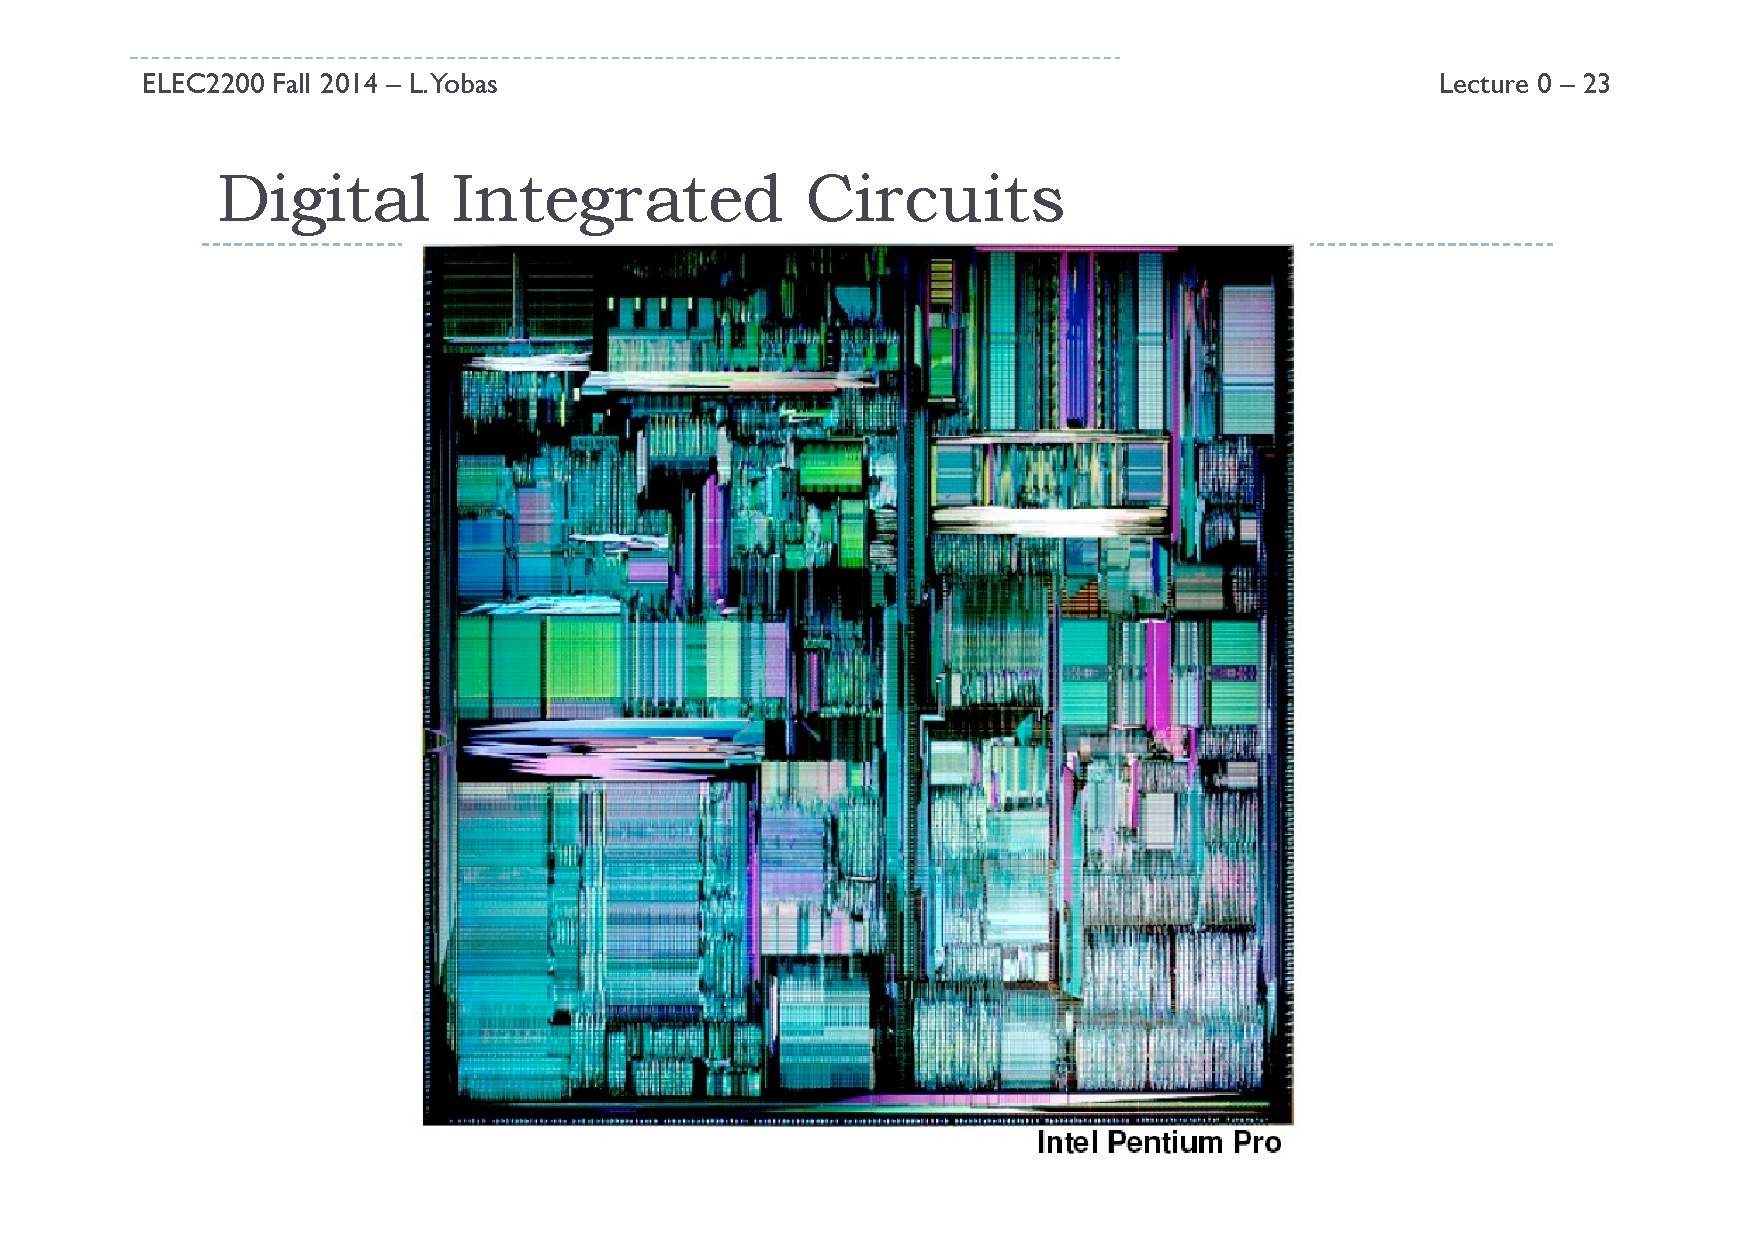 ELEC2200 Fall 2014 – L.Yobas
Lecture 0 – 23
Digital Integrated Circuits
Intel Pentium Pro